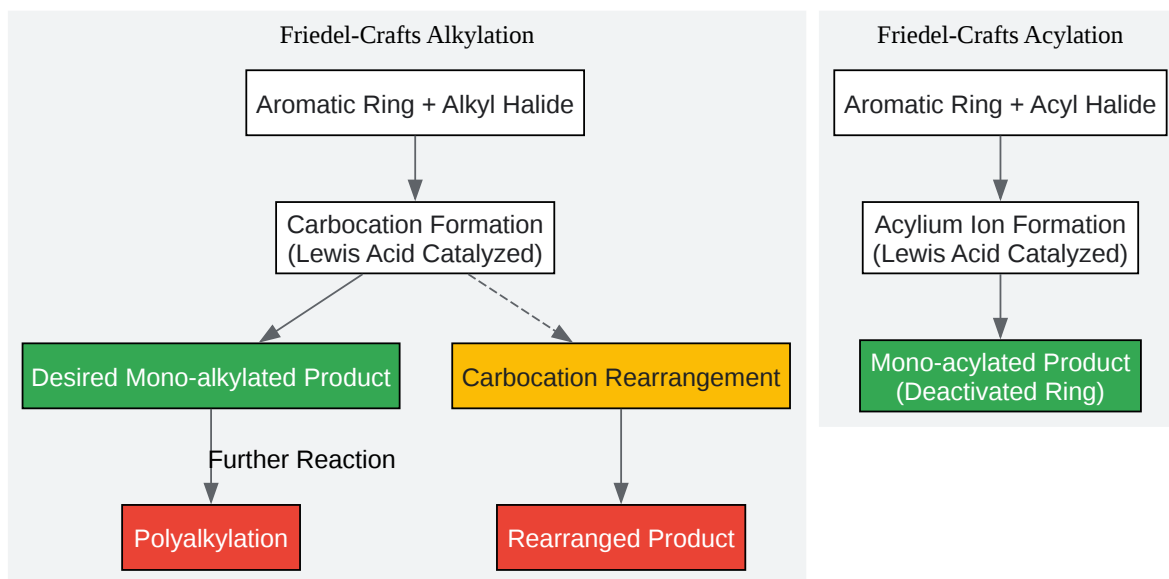 Friedel-Crafts Alkylation
Aromatic Ring + Alkyl Halide
Carbocation Formation
(Lewis Acid Catalyzed)
Desired Mono-alkylated Product
Carbocation Rearrangement
Further Reaction
Polyalkylation
Rearranged Product
Friedel-Crafts Acylation
Aromatic Ring + Acyl Halide
Acylium Ion Formation
(Lewis Acid Catalyzed)
Mono-acylated Product
(Deactivated Ring)